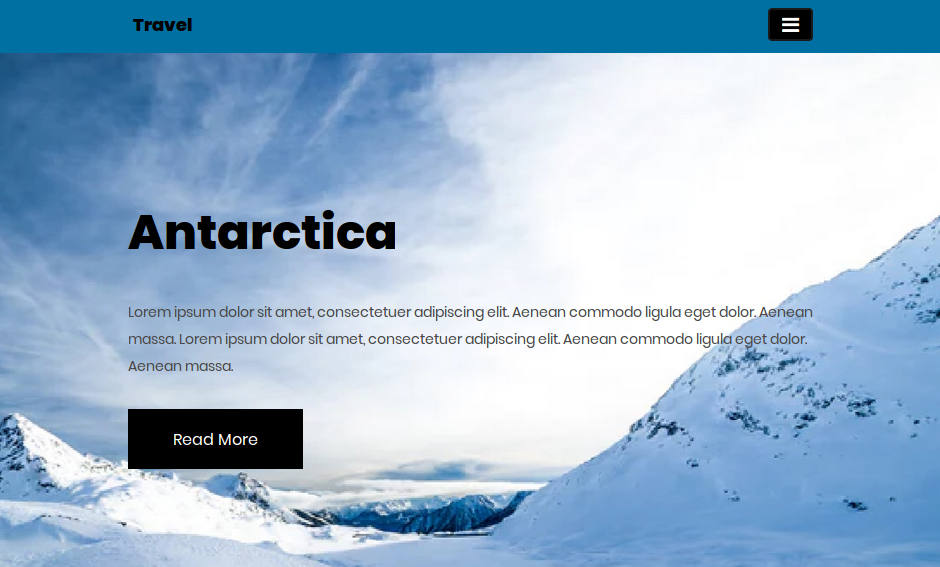 Travel
Antarctica
Lorem ipsum dolor sit amet, consectetuer adipiscing elit. Aenean commodo ligula eget dolor. Aenean
massa. Lorem ipsum dolor sit amet, consectetuer adipiscing elit. Aenean commodo ligula eget dolor.
Aenean massa.
Read More